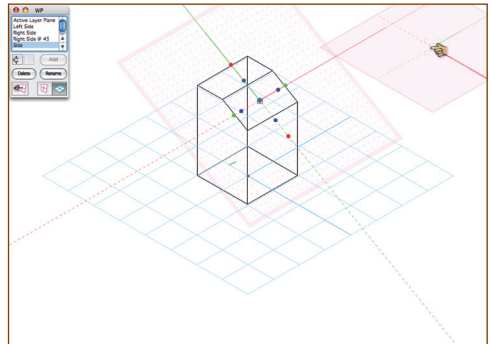 WP
Active Layer Plane
Left Side
Right Side
Right Side @ 45
Side
Add
Delete
Rename